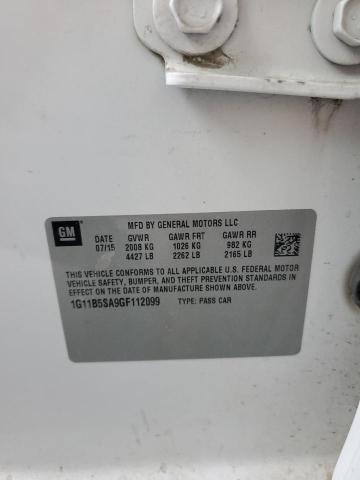 GM
MFD BY GENERAL MOTORS LLC
DATE GVWR GAWR FRT GAWR RR
07/15 2008 KG 1026 KG 982 KG
4427 LB 2262 LB 2165 LB
THIS VEHICLE CONFORMS TO ALL APPLICABLE U.S. FEDERAL MOTOR
VEHICLE SAFETY, BUMPER, AND THEFT PREVENTION STANDARDS IN
EFFECT ON THE DATE OF MANUFACTURE SHOWN ABOVE.
1G11B5SA9GF112099 TYPE: PASS CAR